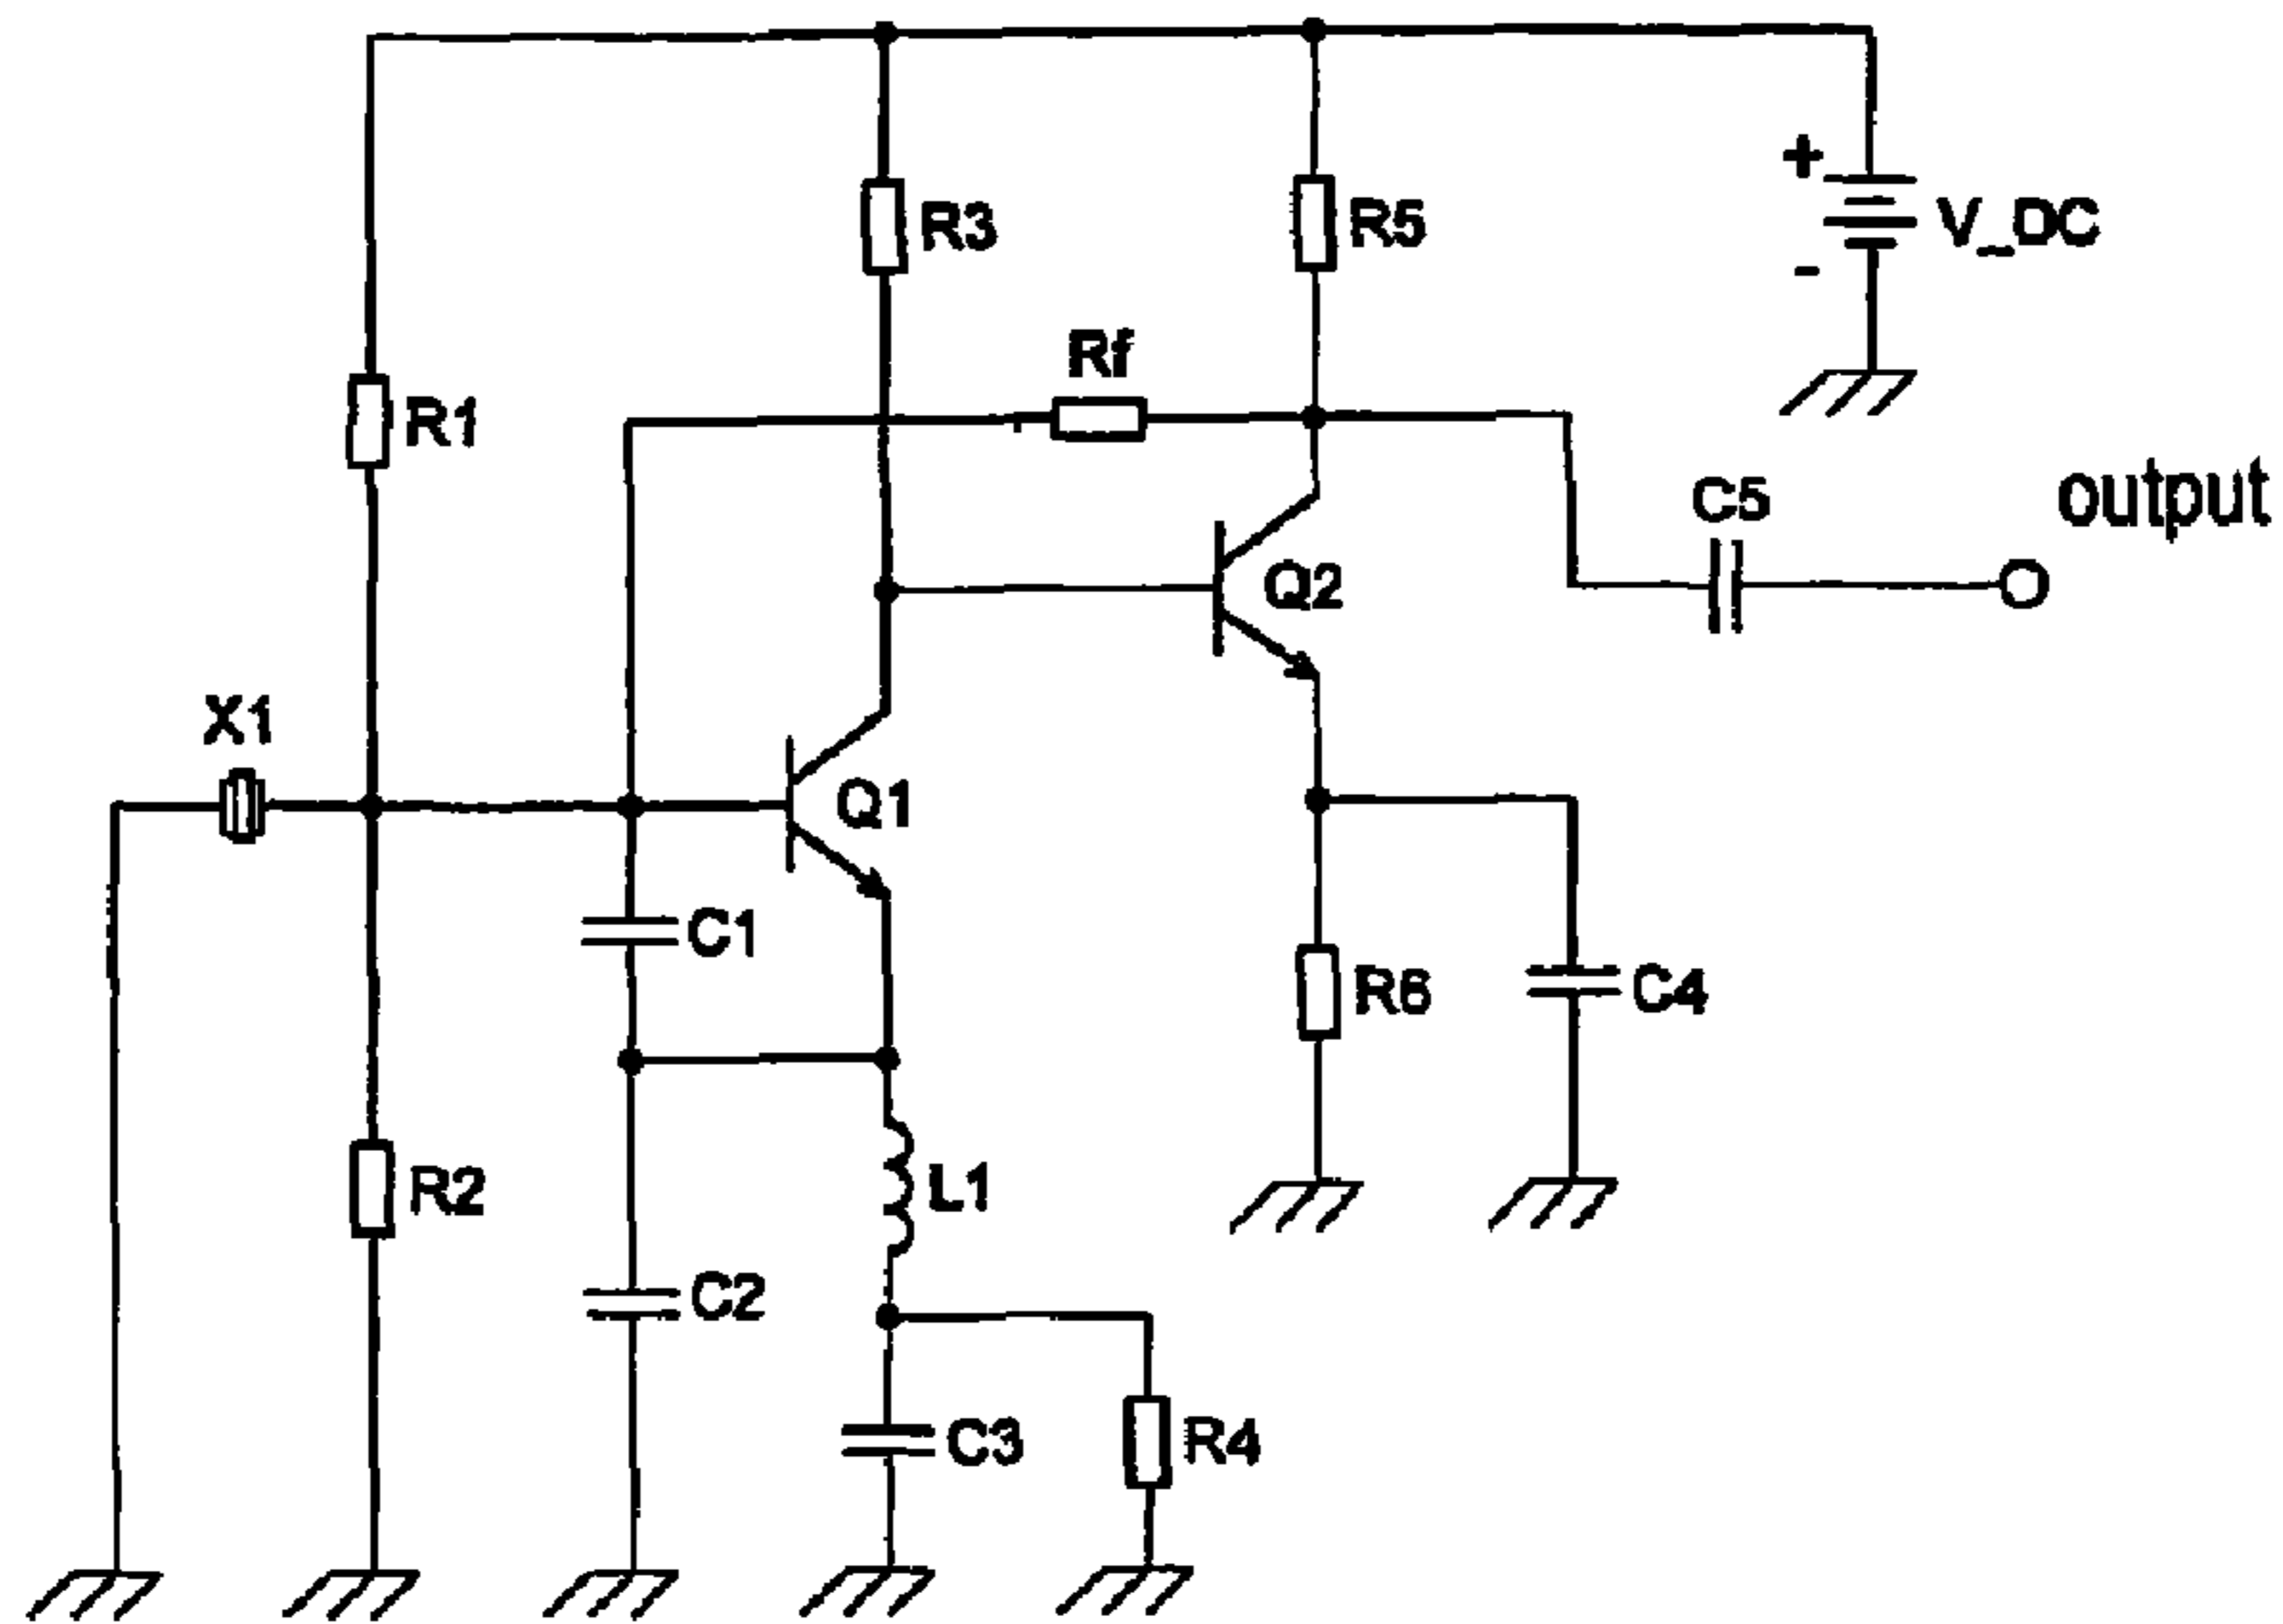 R3
R5
+
V_DC
-
Rf
R1
C5
output
Q2
X1
Q1
C1
R6
C4
R2
L1
C2
C3
R4